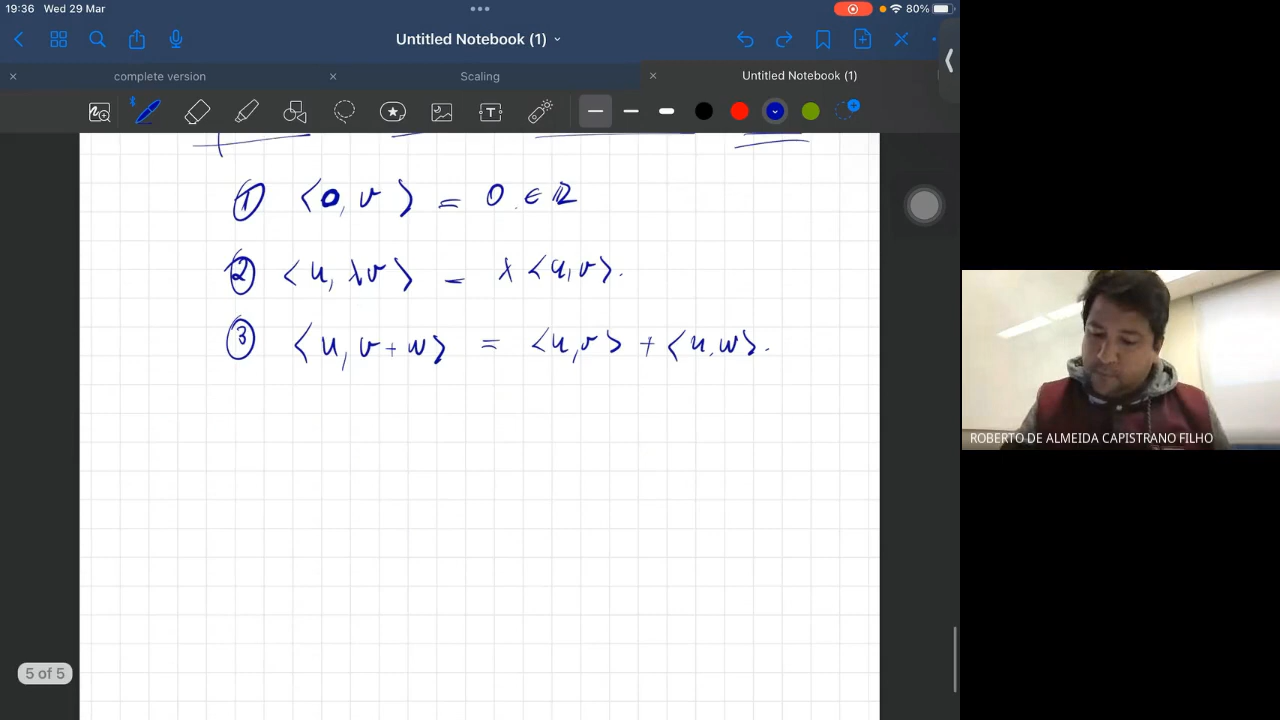 19:36 Wed 29 Mar
80%
Untitled Notebook (1)
complete version
Scaling
Untitled Notebook (1)
① ⟨0, v⟩ = 0 ∈ ℝ
② ⟨u, λv⟩ = λ⟨u, v⟩.
③ ⟨u, v + w⟩ = ⟨u, v⟩ + ⟨u, w⟩.
ROBERTO DE ALMEIDA CAPISTRANO FILHO
5 of 5